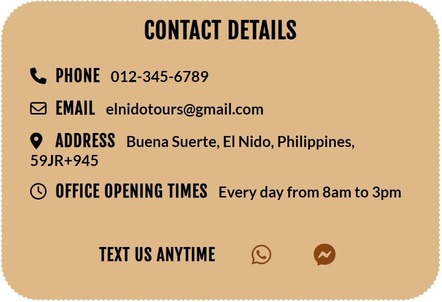 CONTACT DETAILS
PHONE 012-345-6789
EMAIL elnidotours@gmail.com
ADDRESS Buena Suerte, El Nido, Philippines,
59JR+945
OFFICE OPENING TIMES Every day from 8am to 3pm
TEXT US ANYTIME